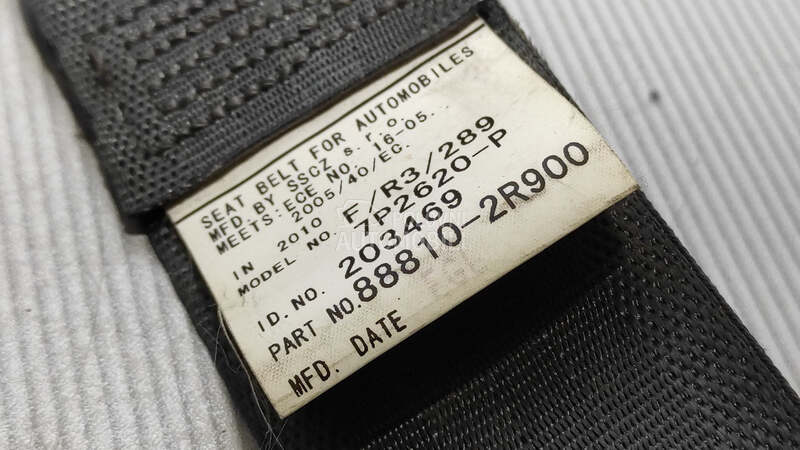 SEAT BELT FOR AUTOMOBILES
MFD.BY SSCZ s.r.o.
MEETS:ECE NO. 16-05.
2005/40/EC.
IN 2010 F/R3/289
MODEL NO. 7P2620-P
ID.NO. 203469
PART NO. 88810-2R900
MFD. DATE